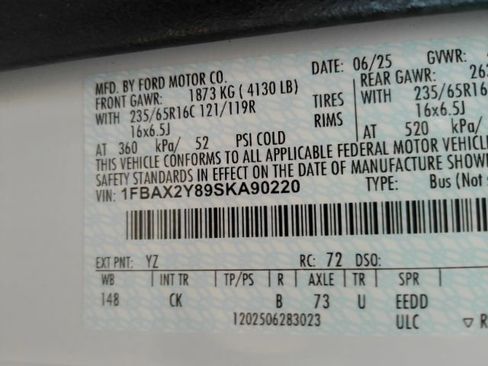 MFD. BY FORD MOTOR CO.
DATE: 06/25 GVWR:
FRONT GAWR: 1873 KG ( 4130 LB)
REAR GAWR: 263
WITH 235/65R16C 121/119R TIRES 235/65R16
16x6.5J RIMS 16x6.5J
AT 360 kPa/ 52 PSI COLD AT 520 kPa/
THIS VEHICLE CONFORMS TO ALL APPLICABLE FEDERAL MOTOR VEHICLE
SAFETY STANDARDS IN EFFECT ON THE DATE OF MANUFACTURE SHOWN
VIN: 1FBAX2Y89SKA90220 TYPE: Bus (Not
EXT PNT: YZ RC: 72 DSO:
WB INT TR TP/PS R AXLE TR SPR
148 CK B 73 U EEDD
1202506283023 ULC ▽ R